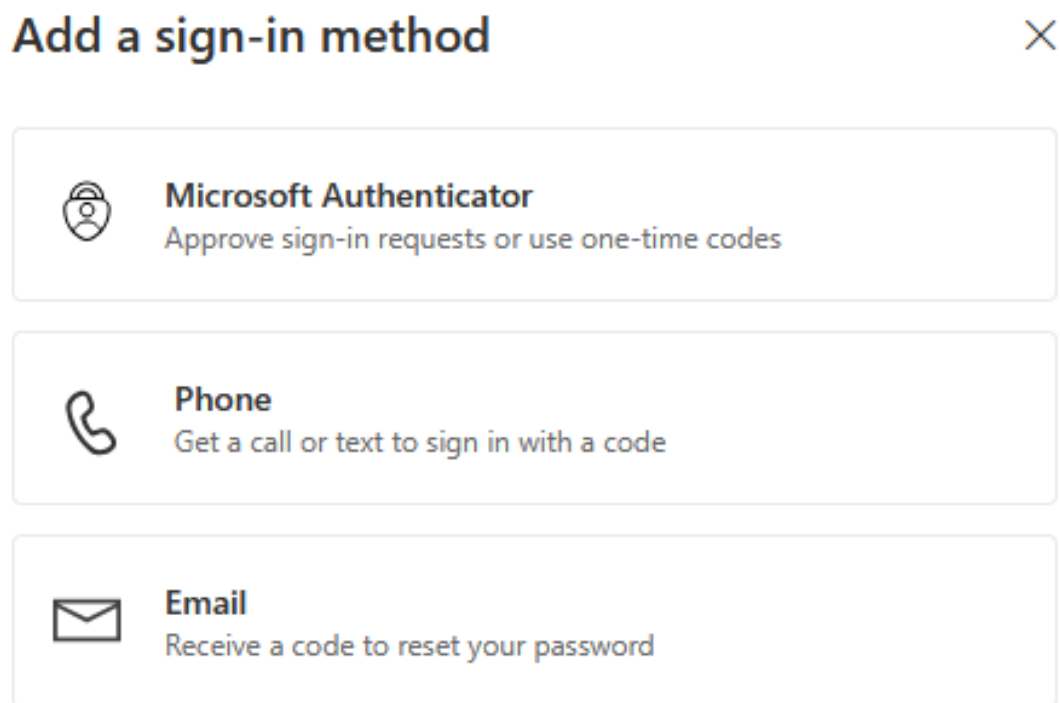 Add a sign-in method
Microsoft Authenticator
Approve sign-in requests or use one-time codes
Phone
Get a call or text to sign in with a code
Email
Receive a code to reset your password